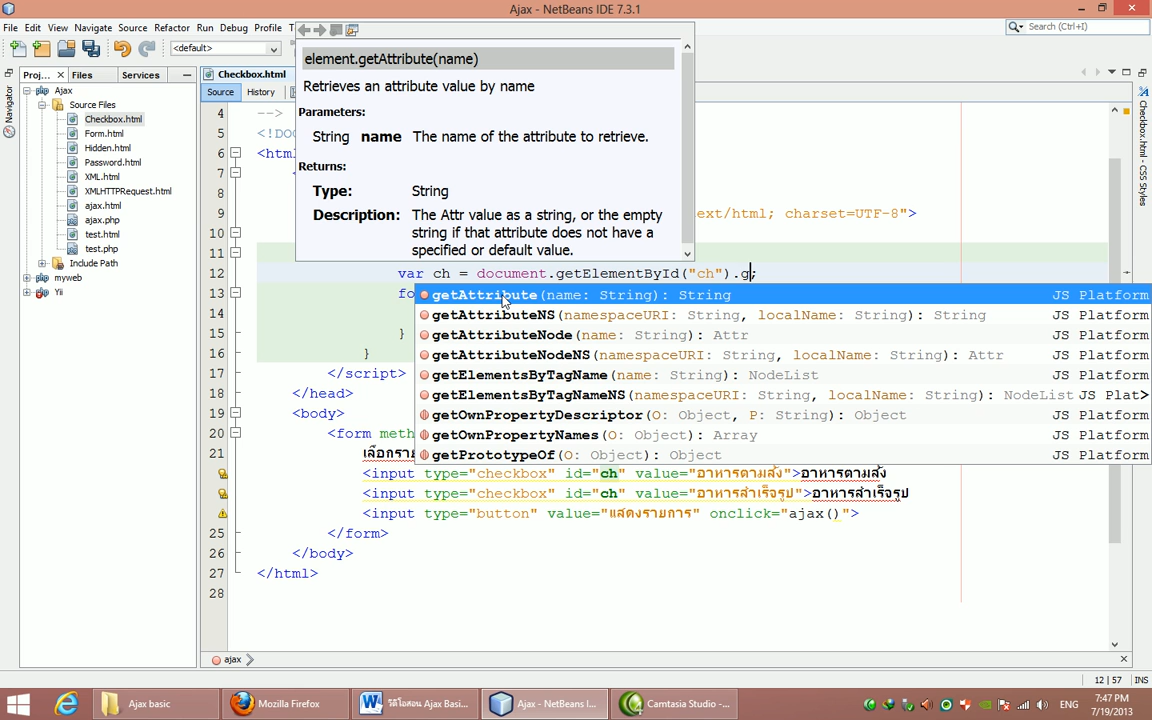 Ajax - NetBeans IDE 7.3.1
File Edit View Navigate Source Refactor Run Debug Profile T
Search (Ctrl+I)
<default>
Proj... Files Services
Checkbox.html
Source History
Navigator
Checkbox.html - CSS Styles
Ajax
Source Files
Checkbox.html
Form.html
Hidden.html
Password.html
XML.html
XMLHTTPRequest.html
ajax.html
ajax.php
test.html
test.php
Include Path
myweb
Yii
element.getAttribute(name)
Retrieves an attribute value by name
Parameters:
String name The name of the attribute to retrieve.
Returns:
Type: String
Description: The Attr value as a string, or the empty
string if that attribute does not have a
specified or default value.
4 -->
5 <!DOC
6 <html
7 <
8
9 ext/html; charset=UTF-8">
10
11
12 var ch = document.getElementById("ch").g;
13 fo
14
15 }
16 }
17 </script>
18 </head>
19 <body>
20 <form meth
21 เลือกราย
<input type="checkbox" id="ch" value="อาหารตามสั่ง">อาหารตามสั่ง
<input type="checkbox" id="ch" value="อาหารสำเร็จรูป">อาหารสำเร็จรูป
<input type="button" value="แสดงรายการ" onclick="ajax()">
25 </form>
26 </body>
27 </html>
28
getAttribute(name: String): String JS Platform
getAttributeNS(namespaceURI: String, localName: String): String JS Platform
getAttributeNode(name: String): Attr JS Platform
getAttributeNodeNS(namespaceURI: String, localName: String): Attr JS Platform
getElementsByTagName(name: String): NodeList JS Platform
getElementsByTagNameNS(namespaceURI: String, localName: String): NodeList JS Plat>
getOwnPropertyDescriptor(O: Object, P: String): Object JS Platform
getOwnPropertyNames(O: Object): Array JS Platform
getPrototypeOf(O: Object): Object JS Platform
ajax
12 | 57 INS
Ajax basic
Mozilla Firefox
วิดีโอสอน Ajax Basi...
Ajax - NetBeans I...
Camtasia Studio -...
ENG
7:47 PM
7/19/2013